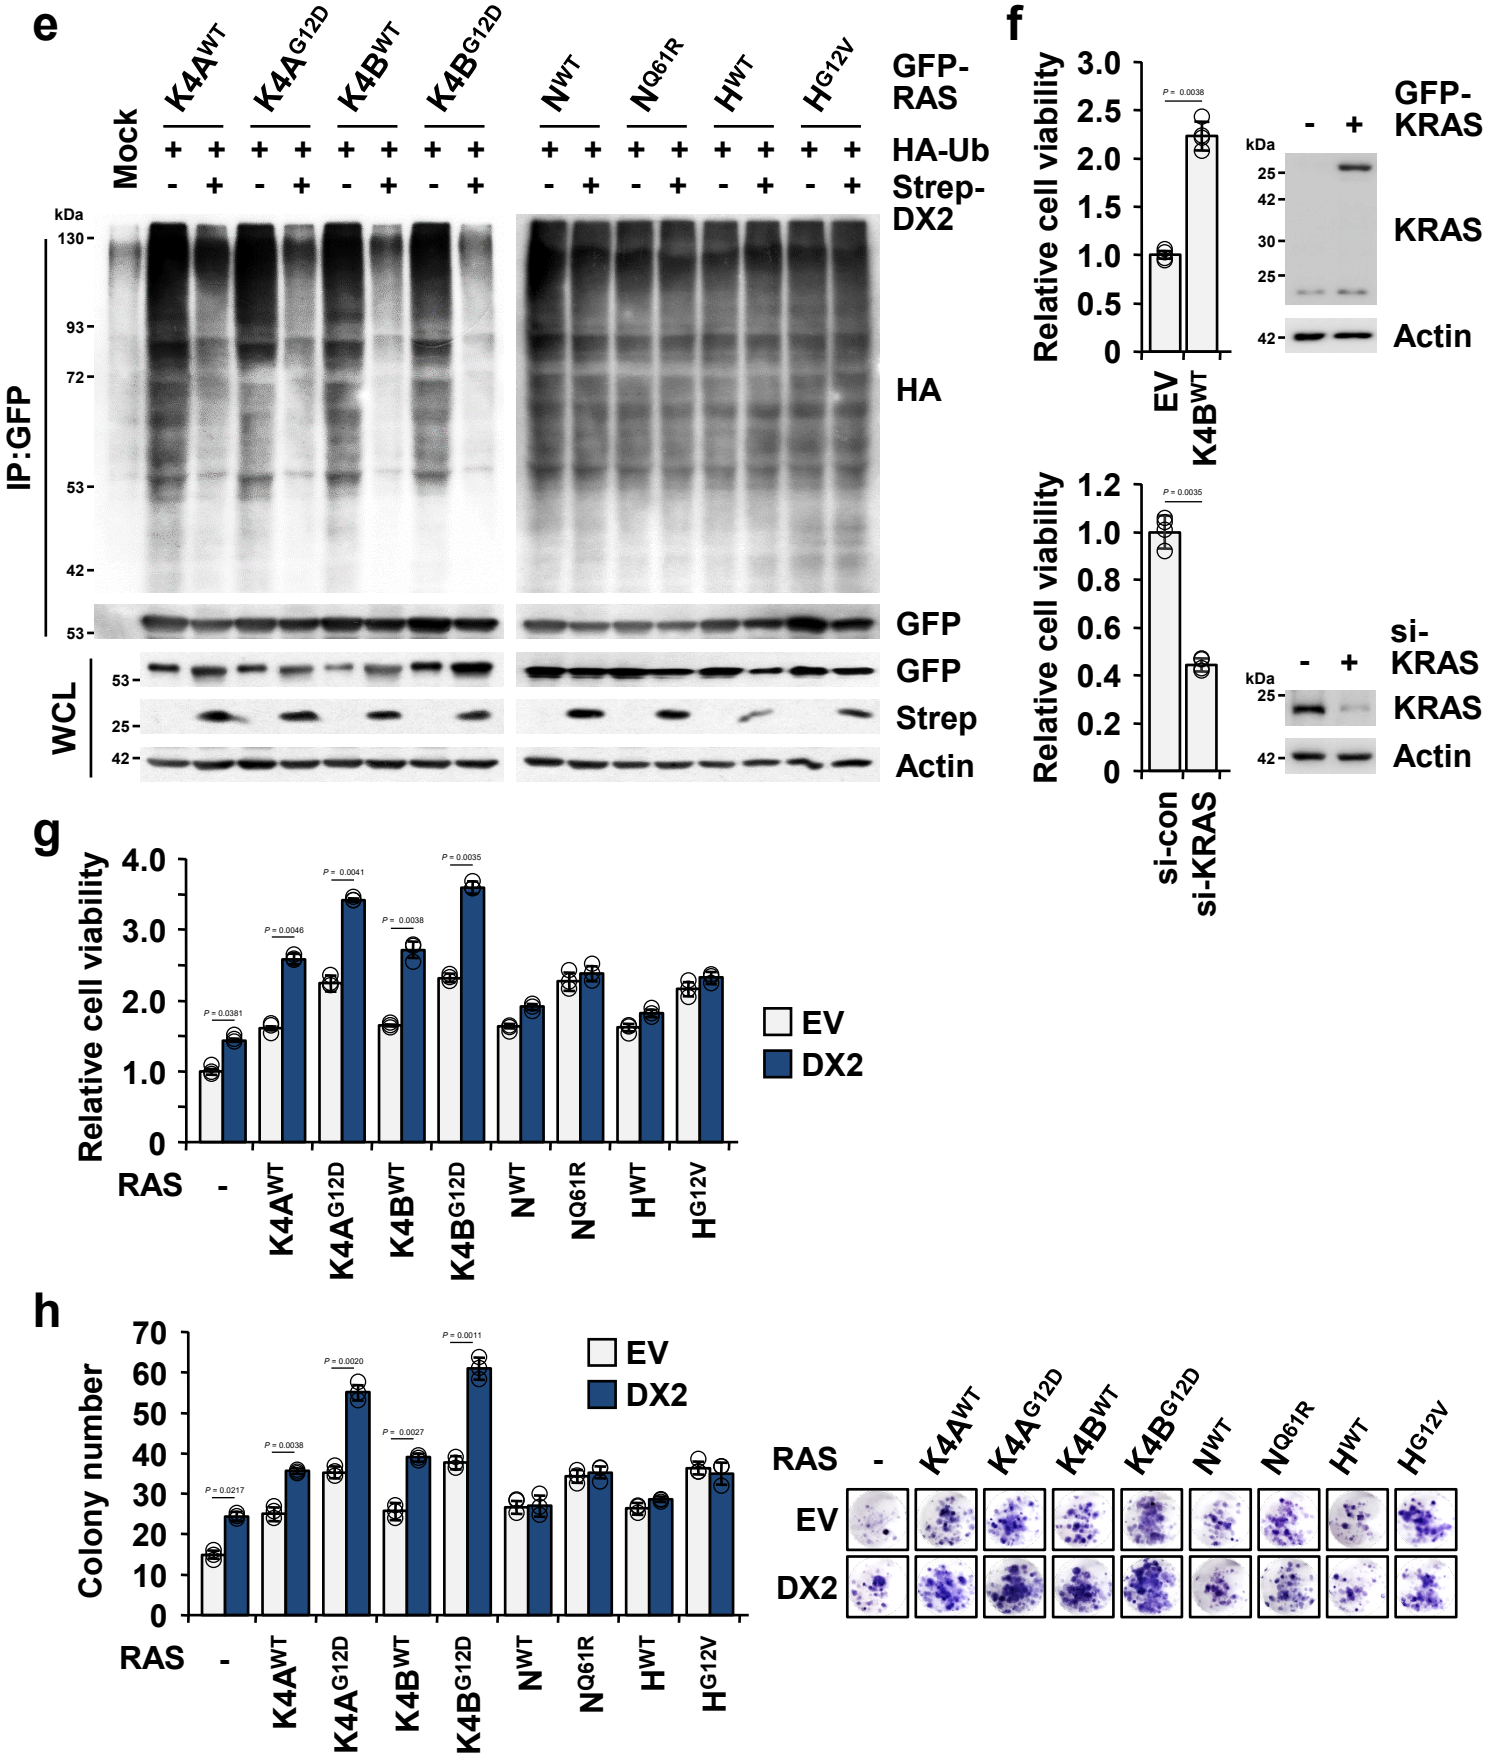 e
K4AWT K4AG12D K4BWT K4BG12D NWT NQ61R HWT HG12V
GFP-
RAS
Mock
+ + + + + + + + + + + + + + + + HA-Ub
- + - + - + - + - + - + - + - + Strep-
DX2
kDa
130
93
72
53
42
HA
IP:GFP
53
GFP
WCL
53
GFP
25
Strep
42
Actin
f
Relative cell viability
3.0
2.5
2.0
1.5
1.0
0.5
0
P = 0.0038
EV
K4BWT
GFP-
KRAS
- +
kDa
25
42
30
25
KRAS
42
Actin
Relative cell viability
1.2
1.0
0.8
0.6
0.4
0.2
0
P = 0.0035
si-con
si-KRAS
si-
KRAS
- +
kDa
25
KRAS
42
Actin
g
Relative cell viability
4.0
3.0
2.0
1.0
0
P = 0.0381
P = 0.0046
P = 0.0041
P = 0.0038
P = 0.0035
EV
DX2
RAS - K4AWT K4AG12D K4BWT K4BG12D NWT NQ61R HWT HG12V
h
Colony number
70
60
50
40
30
20
10
0
P = 0.0217
P = 0.0038
P = 0.0020
P = 0.0027
P = 0.0011
EV
DX2
RAS - K4AWT K4AG12D K4BWT K4BG12D NWT NQ61R HWT HG12V
RAS - K4AWT K4AG12D K4BWT K4BG12D NWT NQ61R HWT HG12V
EV
DX2